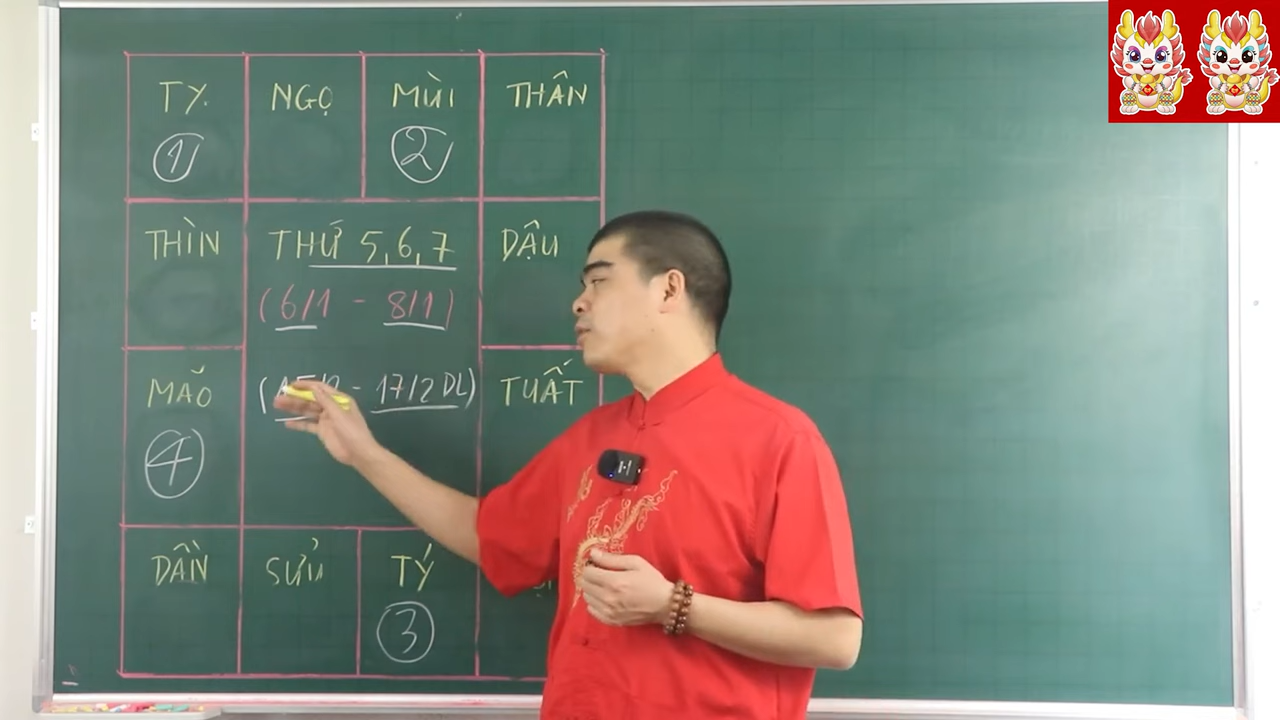 TỴ NGỌ MÙI THÂN
1 2
THÌN THỨ 5,6,7 DẬU
(6/1 - 8/1)
MÃO - 17/2 DL) TUẤT
4
DẦN SỬU TÝ
3